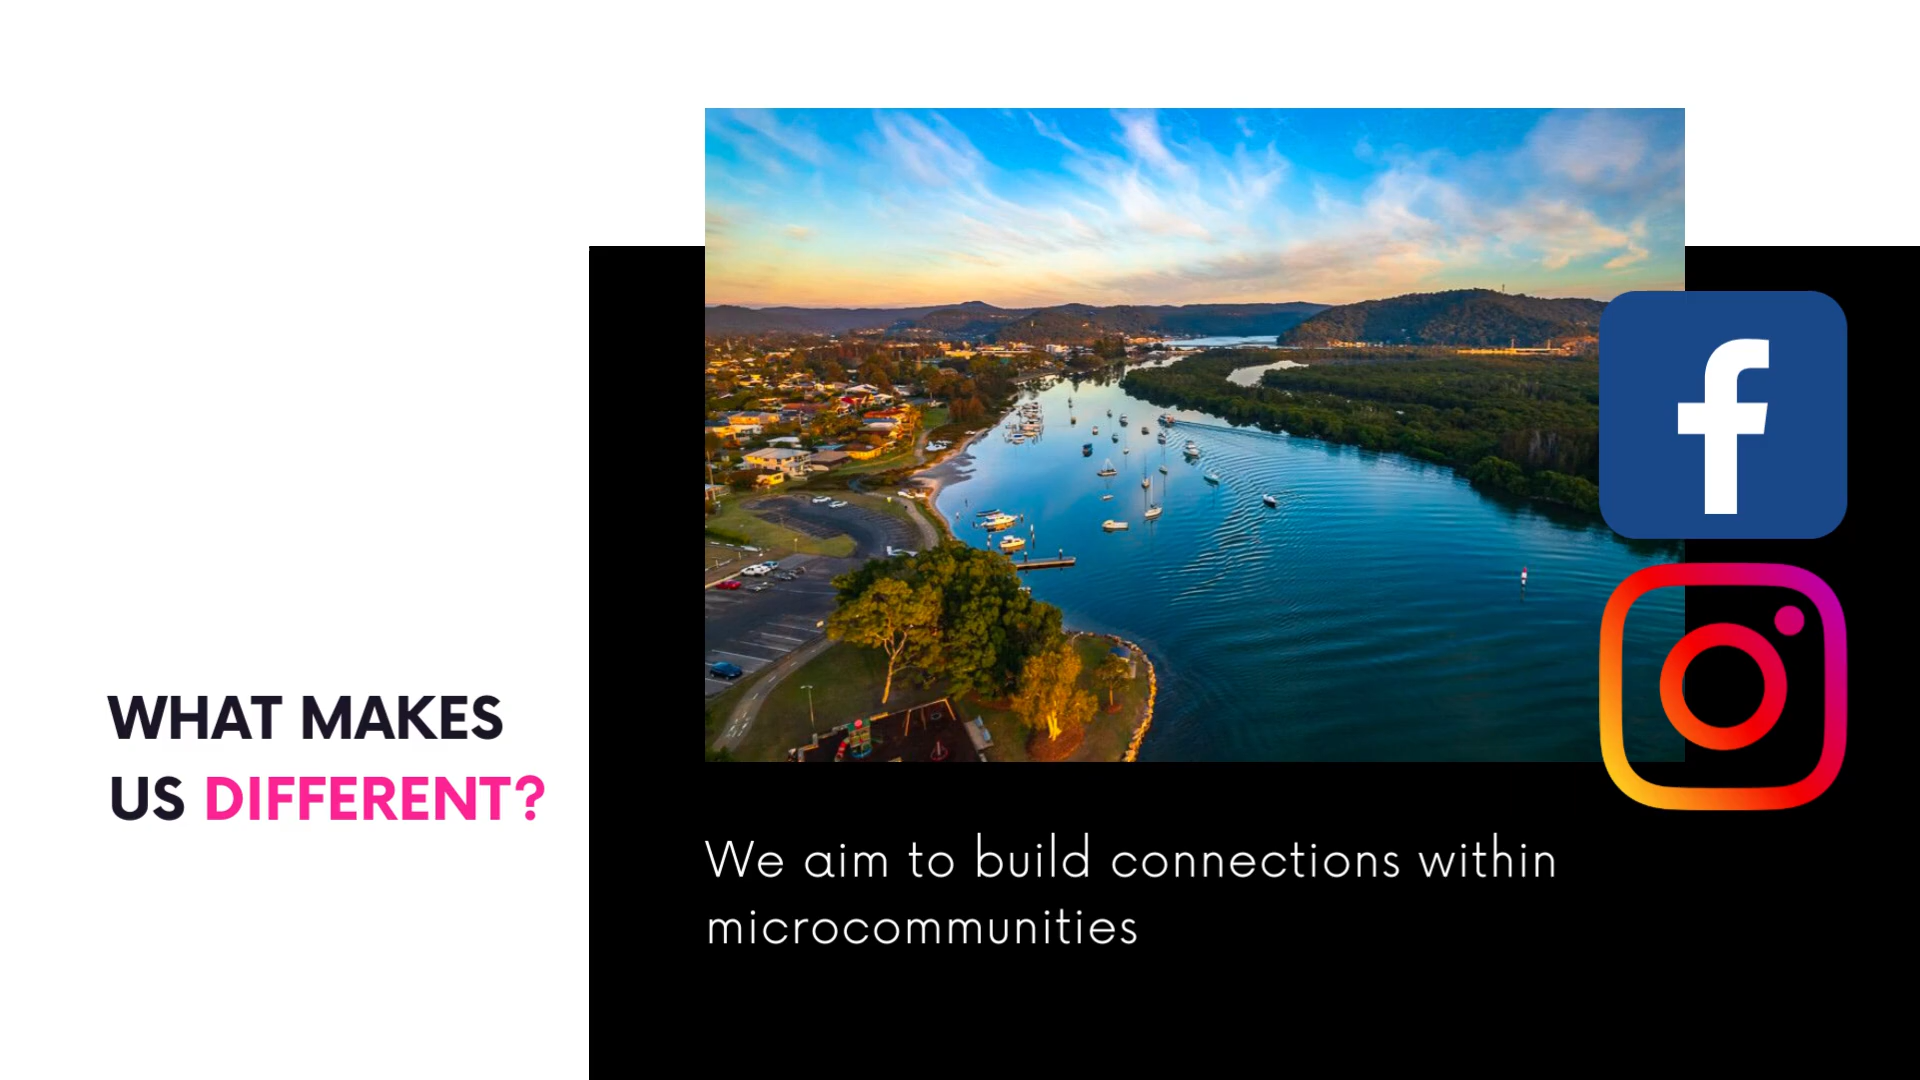 WHAT MAKES
US DIFFERENT?
We aim to build connections within
microcommunities